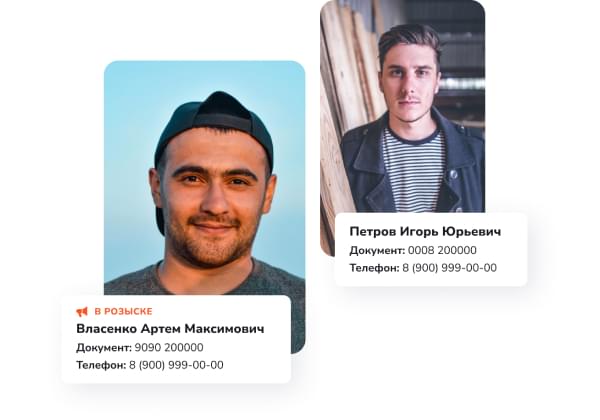 Петров Игорь Юрьевич
Документ: 0008 200000
Телефон: 8 (900) 999-00-00
В РОЗЫСКЕ
Власенко Артем Максимович
Документ: 9090 200000
Телефон: 8 (900) 999-00-00